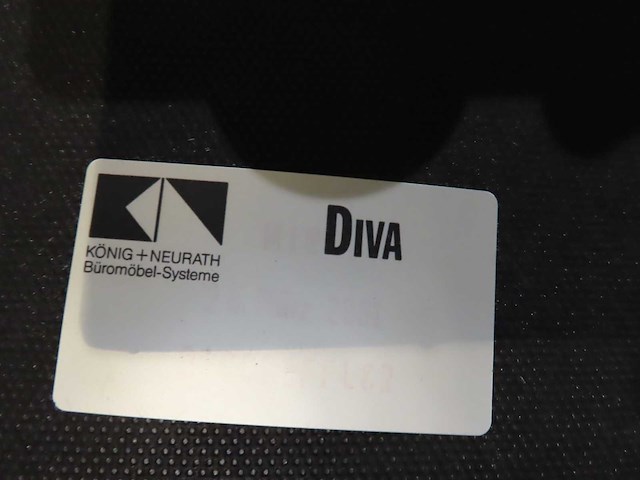 KÖNIG+NEURATH
Büromöbel-Systeme
DIVA